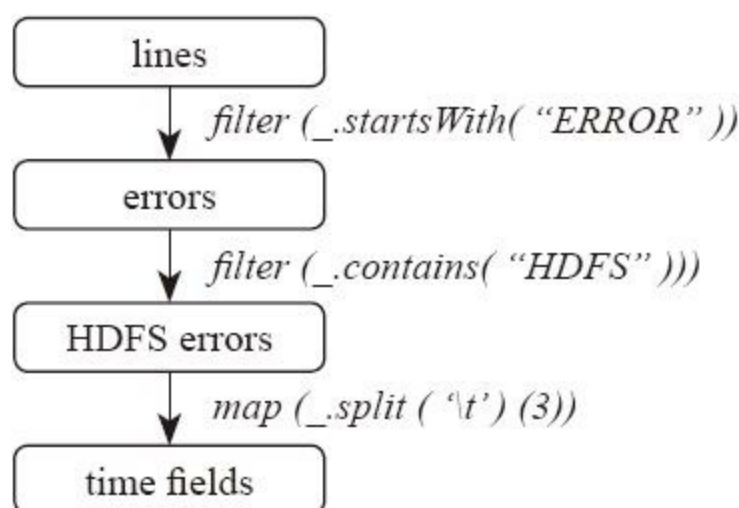 lines
filter (_.startsWith( “ERROR” ))
errors
filter (_.contains( “HDFS” )))
HDFS errors
map (_.split ( ‘\t’ ) (3))
time fields